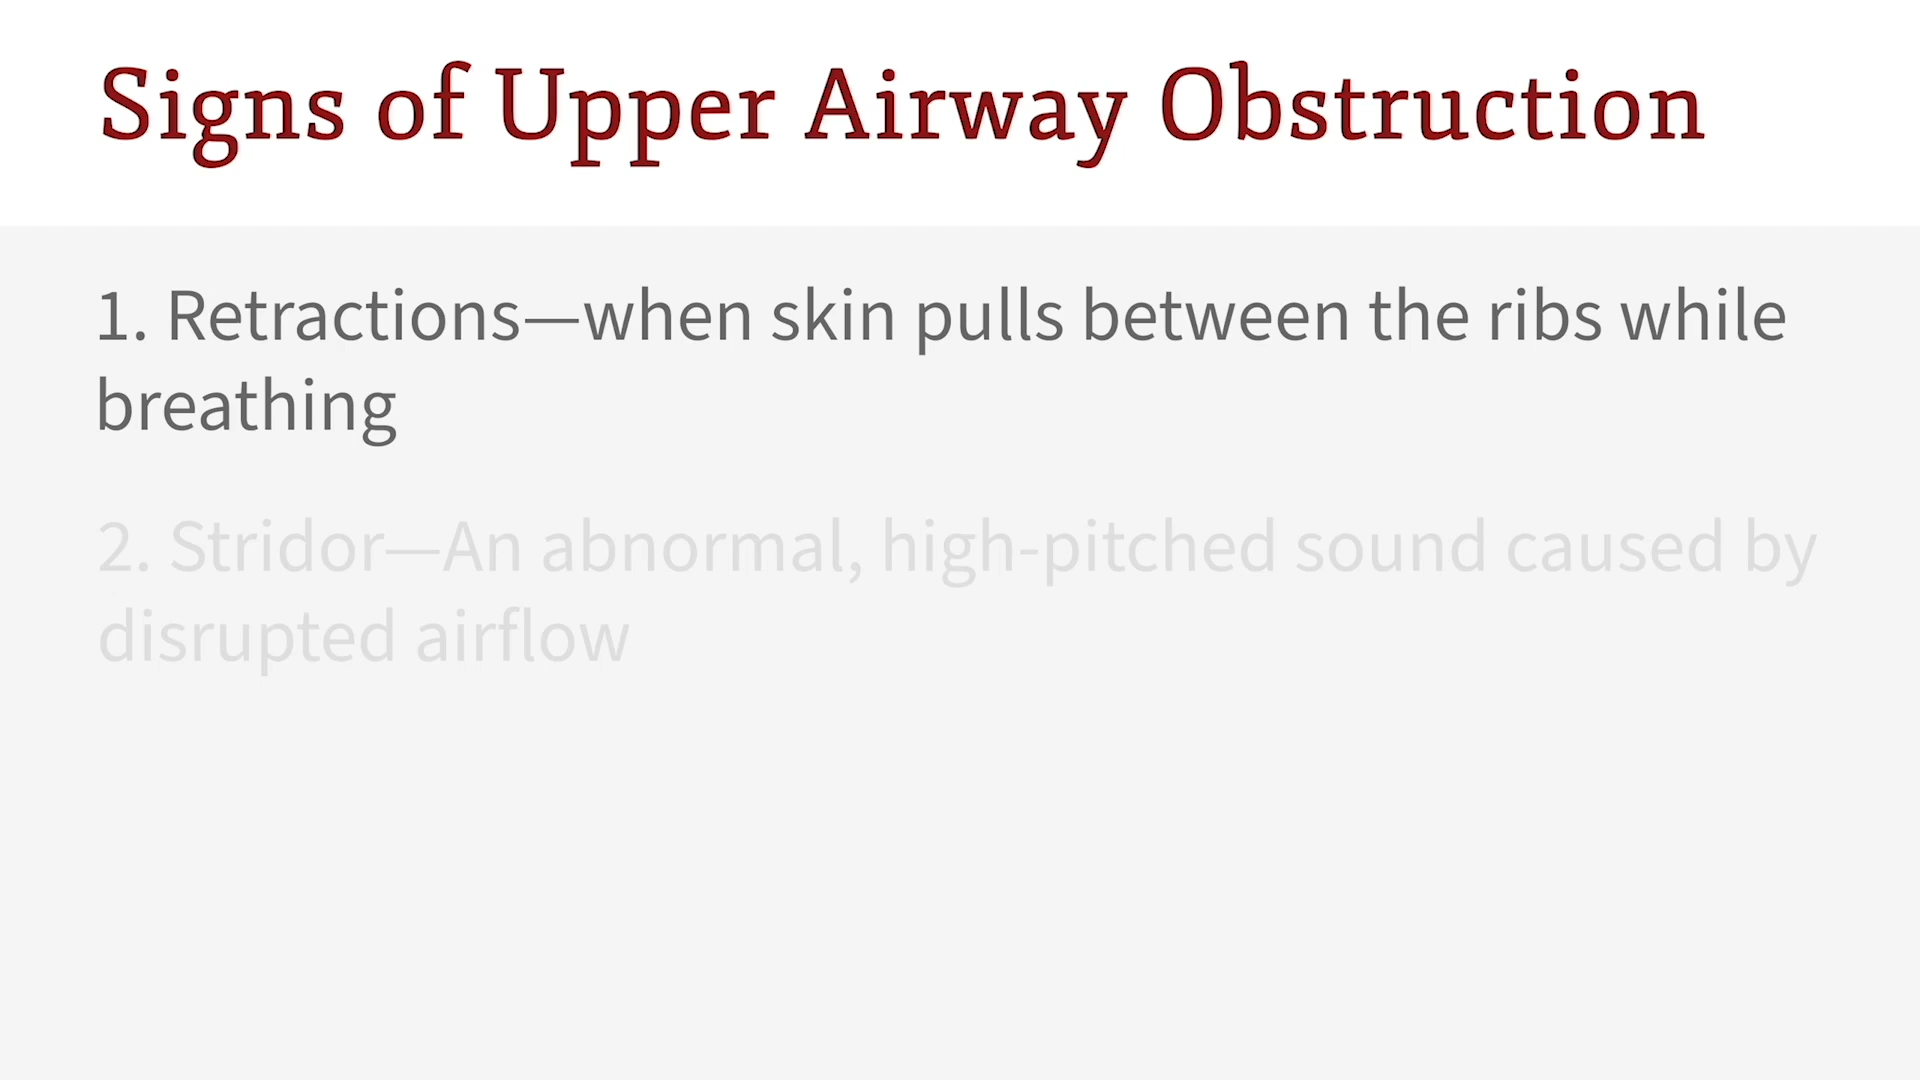 Signs of Upper Airway Obstruction
1. Retractions—when skin pulls between the ribs while
breathing
2. Stridor—An abnormal, high-pitched sound caused by
disrupted airflow